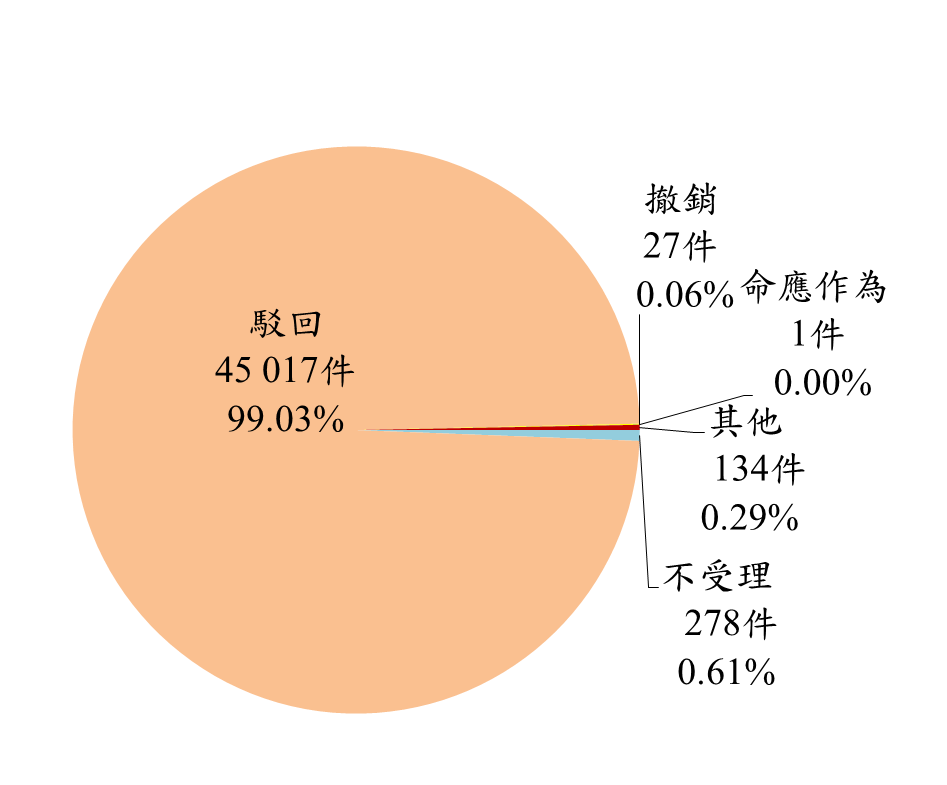 撤銷
27件
0.06%
命應作為
1件
0.00%
駁回
45 017件
99.03%
其他
134件
0.29%
不受理
278件
0.61%